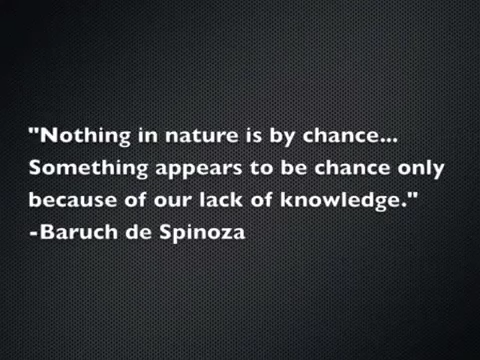 "Nothing in nature is by chance...
Something appears to be chance only
because of our lack of knowledge."
-Baruch de Spinoza